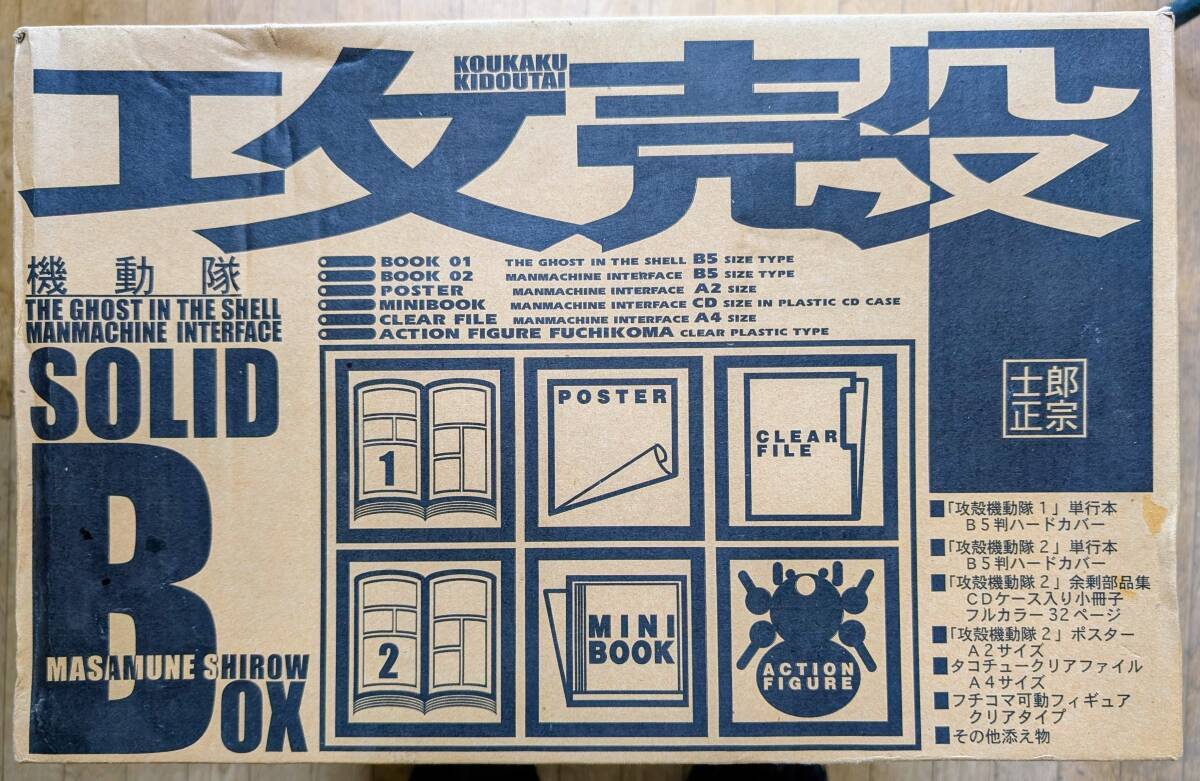 攻殻
KOUKAKU
KIDOUTAI
機動隊
THE GHOST IN THE SHELL
MANMACHINE INTERFACE
SOLID
BOX
MASAMUNE SHIROW
BOOK 01 THE GHOST IN THE SHELL B5 SIZE TYPE
BOOK 02 MANMACHINE INTERFACE B5 SIZE TYPE
POSTER MANMACHINE INTERFACE A2 SIZE
MINIBOOK MANMACHINE INTERFACE CD SIZE IN PLASTIC CD CASE
CLEAR FILE MANMACHINE INTERFACE A4 SIZE
ACTION FIGURE FUCHIKOMA CLEAR PLASTIC TYPE
1
POSTER
CLEAR
FILE
2
MINI
BOOK
ACTION
FIGURE
士郎
正宗
■「攻殻機動隊1」単行本
B5判ハードカバー
■「攻殻機動隊2」単行本
B5判ハードカバー
■「攻殻機動隊2」余剰部品集
CDケース入り小冊子
フルカラー32ページ
■「攻殻機動隊2」ポスター
A2サイズ
■タコチュークリアファイル
A4サイズ
■フチコマ可動フィギュア
クリアタイプ
■その他添え物